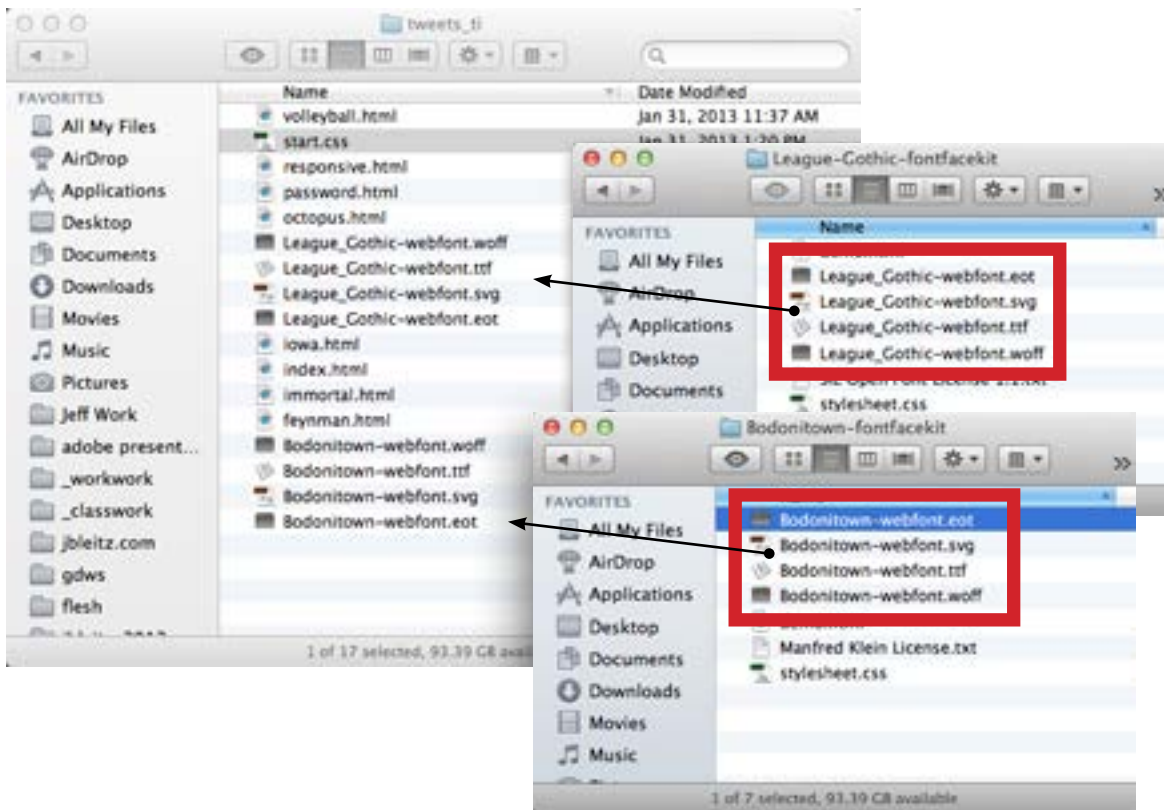 tweets_ti
FAVORITES
All My Files
AirDrop
Applications
Desktop
Documents
Downloads
Movies
Music
Pictures
Jeff Work
adobe present...
_workwork
_classwork
jbleitz.com
gdws
flesh
Name
Date Modified
volleyball.html
Jan 31, 2013 11:37 AM
start.css
Jan 31, 2013 1:20 PM
responsive.html
password.html
octopus.html
League_Gothic-webfont.woff
League_Gothic-webfont.ttf
League_Gothic-webfont.svg
League_Gothic-webfont.eot
iowa.html
index.html
immortal.html
feynman.html
Bodonitown-webfont.woff
Bodonitown-webfont.ttf
Bodonitown-webfont.svg
Bodonitown-webfont.eot
1 of 17 selected, 93.39 GB avail
League-Gothic-fontfacekit
FAVORITES
All My Files
AirDrop
Applications
Desktop
Documents
Name
League_Gothic-webfont.eot
League_Gothic-webfont.svg
League_Gothic-webfont.ttf
League_Gothic-webfont.woff
SIL Open Font License 1.1.txt
stylesheet.css
Bodonitown-fontfacekit
FAVORITES
All My Files
AirDrop
Applications
Desktop
Documents
Downloads
Movies
Music
Bodonitown-webfont.eot
Bodonitown-webfont.svg
Bodonitown-webfont.ttf
Bodonitown-webfont.woff
Manfred Klein License.txt
stylesheet.css
1 of 7 selected, 93.39 GB available